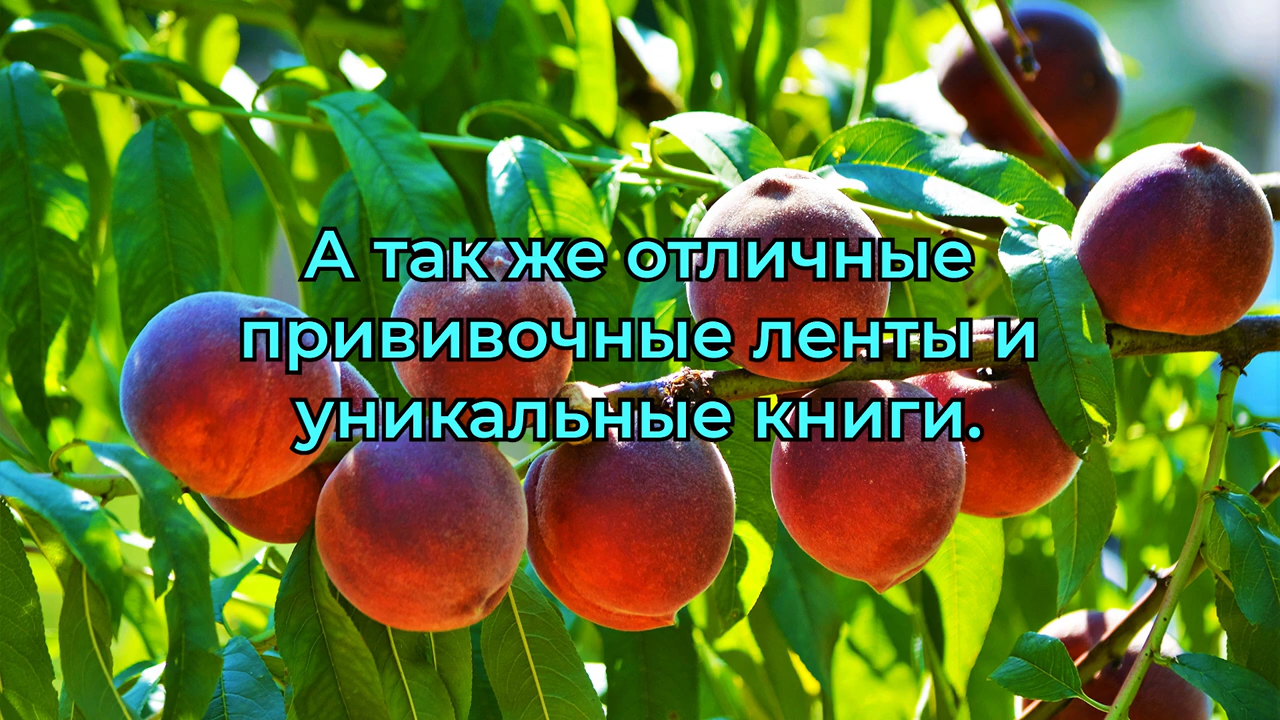 А так же отличные
прививочные ленты и
уникальные книги.